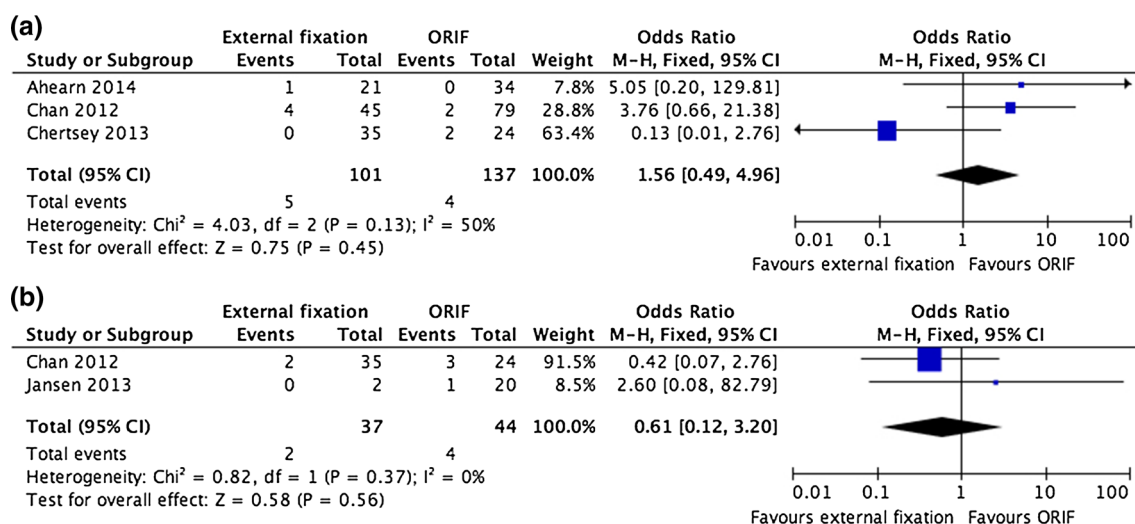 (a)
External fixation ORIF Odds Ratio Odds Ratio
Study or Subgroup Events Total Events Total Weight M-H, Fixed, 95% CI M-H, Fixed, 95% CI
Ahearn 2014 1 21 0 34 7.8% 5.05 [0.20, 129.81]
Chan 2012 4 45 2 79 28.8% 3.76 [0.66, 21.38]
Chertsey 2013 0 35 2 24 63.4% 0.13 [0.01, 2.76]
Total (95% CI) 101 137 100.0% 1.56 [0.49, 4.96]
Total events 5 4
Heterogeneity: Chi² = 4.03, df = 2 (P = 0.13); I² = 50%
Test for overall effect: Z = 0.75 (P = 0.45)
0.01 0.1 1 10 100
Favours external fixation Favours ORIF
(b)
External fixation ORIF Odds Ratio Odds Ratio
Study or Subgroup Events Total Events Total Weight M-H, Fixed, 95% CI M-H, Fixed, 95% CI
Chan 2012 2 35 3 24 91.5% 0.42 [0.07, 2.76]
Jansen 2013 0 2 1 20 8.5% 2.60 [0.08, 82.79]
Total (95% CI) 37 44 100.0% 0.61 [0.12, 3.20]
Total events 2 4
Heterogeneity: Chi² = 0.82, df = 1 (P = 0.37); I² = 0%
Test for overall effect: Z = 0.58 (P = 0.56)
0.01 0.1 1 10 100
Favours external fixation Favours ORIF